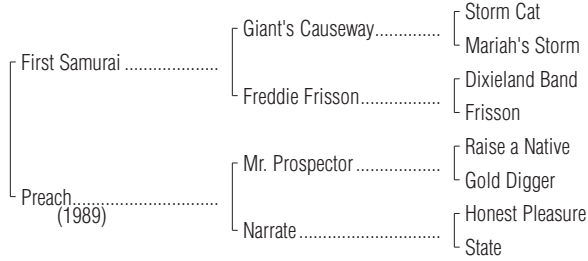 Storm Cat
Giant's Causeway..............
Mariah's Storm
First Samurai ....................
Dixieland Band
Freddie Frisson.................
Frisson
Raise a Native
Mr. Prospector ..................
Gold Digger
Preach...............................
(1989)
Honest Pleasure
Narrate ..............................
State